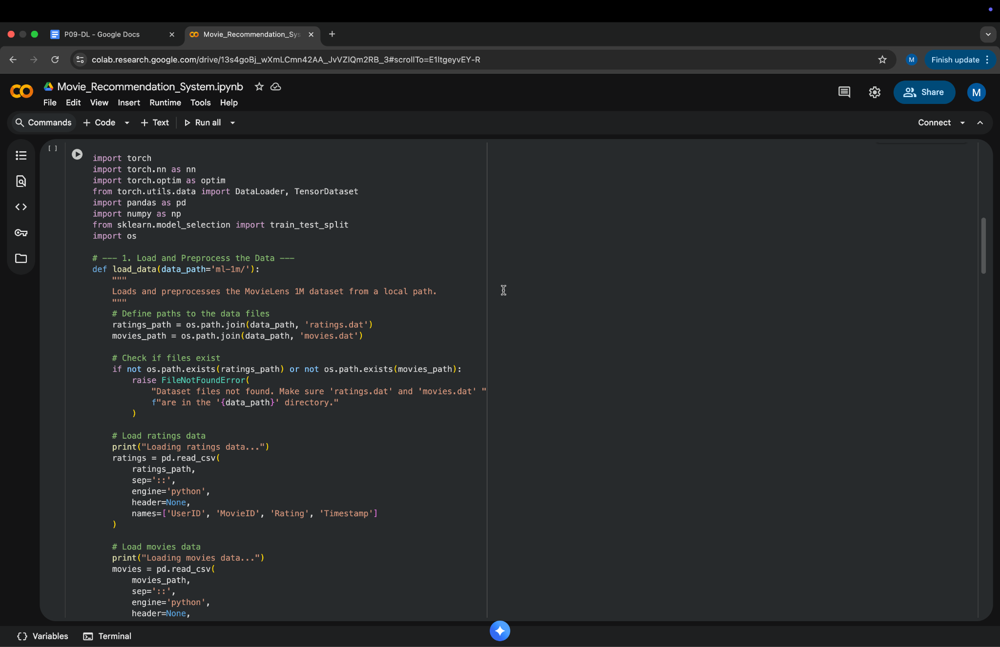 P09-DL - Google Docs
Movie_Recommendation_Sys
colab.research.google.com/drive/13s4goBj_wXmLCmn42AA_JvVZlQm2RB_3#scrollTo=E1ltgeyvEY-R
M
Finish update
CO
Movie_Recommendation_System.ipynb
File Edit View Insert Runtime Tools Help
Share
M
Commands + Code + Text Run all
Connect
[ ]
import torch
import torch.nn as nn
import torch.optim as optim
from torch.utils.data import DataLoader, TensorDataset
import pandas as pd
import numpy as np
from sklearn.model_selection import train_test_split
import os
# --- 1. Load and Preprocess the Data ---
def load_data(data_path='ml-1m/'):
"""
Loads and preprocesses the MovieLens 1M dataset from a local path.
"""
# Define paths to the data files
ratings_path = os.path.join(data_path, 'ratings.dat')
movies_path = os.path.join(data_path, 'movies.dat')
# Check if files exist
if not os.path.exists(ratings_path) or not os.path.exists(movies_path):
raise FileNotFoundError(
"Dataset files not found. Make sure 'ratings.dat' and 'movies.dat' "
f"are in the '{data_path}' directory."
)
# Load ratings data
print("Loading ratings data...")
ratings = pd.read_csv(
ratings_path,
sep='::',
engine='python',
header=None,
names=['UserID', 'MovieID', 'Rating', 'Timestamp']
)
# Load movies data
print("Loading movies data...")
movies = pd.read_csv(
movies_path,
sep='::',
engine='python',
header=None,
Variables
Terminal